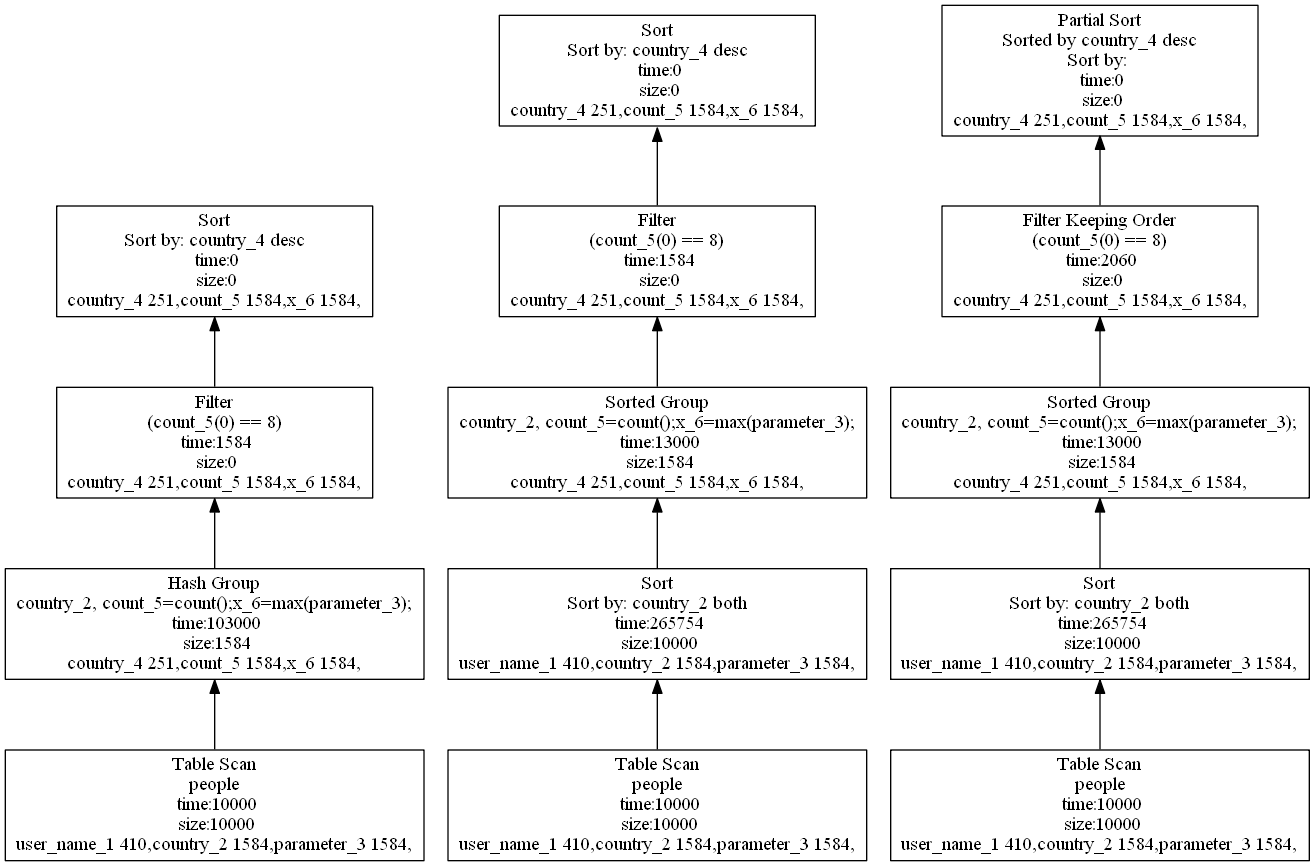 Sort
Sort by: country_4 desc
time:0
size:0
country_4 251,count_5 1584,x_6 1584,
Filter
(count_5(0) == 8)
time:1584
size:0
country_4 251,count_5 1584,x_6 1584,
Hash Group
country_2, count_5=count();x_6=max(parameter_3);
time:103000
size:1584
country_4 251,count_5 1584,x_6 1584,
Table Scan
people
time:10000
size:10000
user_name_1 410,country_2 1584,parameter_3 1584,
Sort
Sort by: country_4 desc
time:0
size:0
country_4 251,count_5 1584,x_6 1584,
Filter
(count_5(0) == 8)
time:1584
size:0
country_4 251,count_5 1584,x_6 1584,
Sorted Group
country_2, count_5=count();x_6=max(parameter_3);
time:13000
size:1584
country_4 251,count_5 1584,x_6 1584,
Sort
Sort by: country_2 both
time:265754
size:10000
user_name_1 410,country_2 1584,parameter_3 1584,
Table Scan
people
time:10000
size:10000
user_name_1 410,country_2 1584,parameter_3 1584,
Partial Sort
Sorted by country_4 desc
Sort by:
time:0
size:0
country_4 251,count_5 1584,x_6 1584,
Filter Keeping Order
(count_5(0) == 8)
time:2060
size:0
country_4 251,count_5 1584,x_6 1584,
Sorted Group
country_2, count_5=count();x_6=max(parameter_3);
time:13000
size:1584
country_4 251,count_5 1584,x_6 1584,
Sort
Sort by: country_2 both
time:265754
size:10000
user_name_1 410,country_2 1584,parameter_3 1584,
Table Scan
people
time:10000
size:10000
user_name_1 410,country_2 1584,parameter_3 1584,